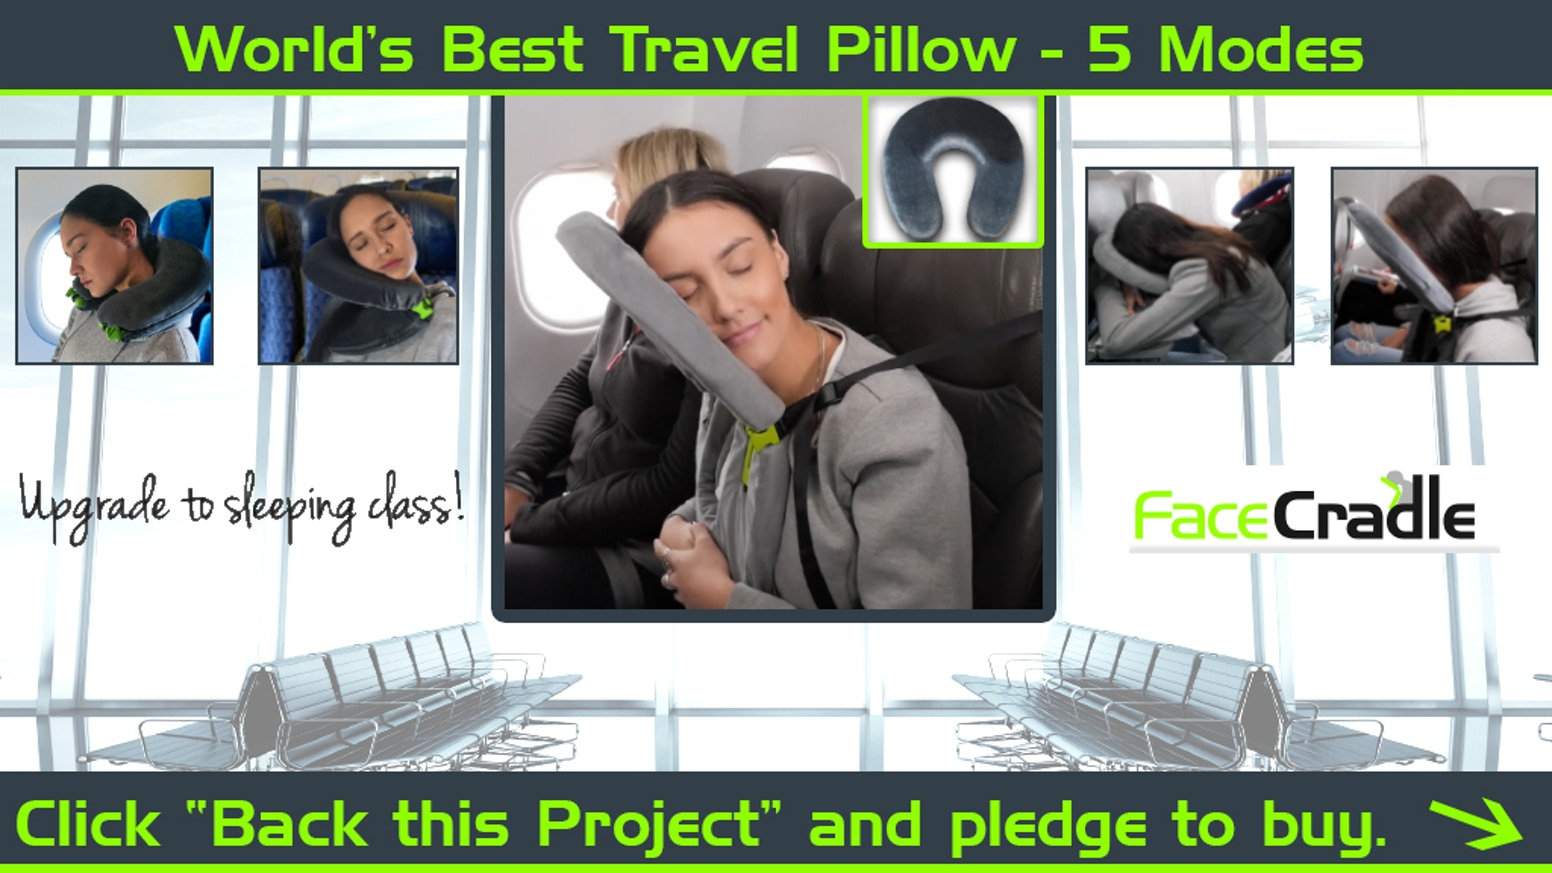 World's Best Travel Pillow - 5 Modes
Upgrade to sleeping class!
FaceCradle
Click "Back this Project" and pledge to buy.